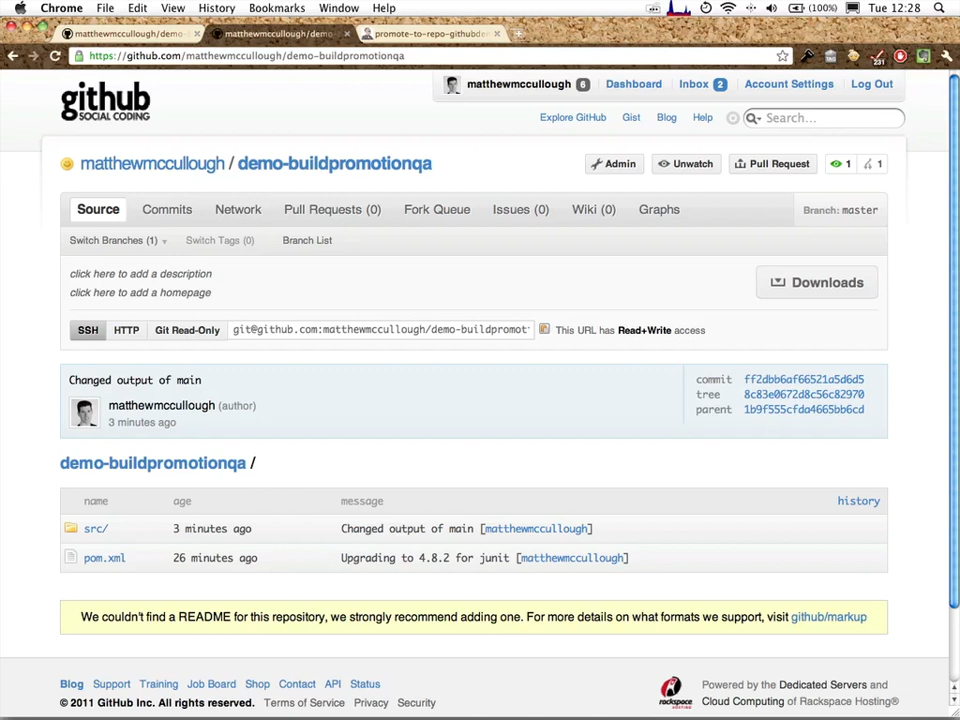 Chrome File Edit View History Bookmarks Window Help (100%) Tue 12:28
matthewmccullough/demo matthewmccullough/demo promote-to-repo-githubde
https://github.com/matthewmccullough/demo-buildpromotionqa 231
matthewmccullough 6 Dashboard Inbox 2 Account Settings Log Out
github
SOCIAL CODING
Explore GitHub Gist Blog Help Search...
matthewmccullough / demo-buildpromotionqa Admin Unwatch Pull Request 1 1
Source Commits Network Pull Requests (0) Fork Queue Issues (0) Wiki (0) Graphs Branch: master
Switch Branches (1) Switch Tags (0) Branch List
click here to add a description
click here to add a homepage
Downloads
SSH HTTP Git Read-Only git@github.com:matthewmccullough/demo-buildpromot This URL has Read+Write access
Changed output of main
matthewmccullough (author)
3 minutes ago
commit ff2dbb6af66521a5d6d5
tree 8c83e0672d8c56c82970
parent 1b9f555cfda4665bb6cd
demo-buildpromotionqa /
name age message history
src/ 3 minutes ago Changed output of main [matthewmccullough]
pom.xml 26 minutes ago Upgrading to 4.8.2 for junit [matthewmccullough]
We couldn't find a README for this repository, we strongly recommend adding one. For more details on what formats we support, visit github/markup
Blog Support Training Job Board Shop Contact API Status
© 2011 GitHub Inc. All rights reserved. Terms of Service Privacy Security
rackspace
HOSTING
Powered by the Dedicated Servers and
Cloud Computing of Rackspace Hosting®